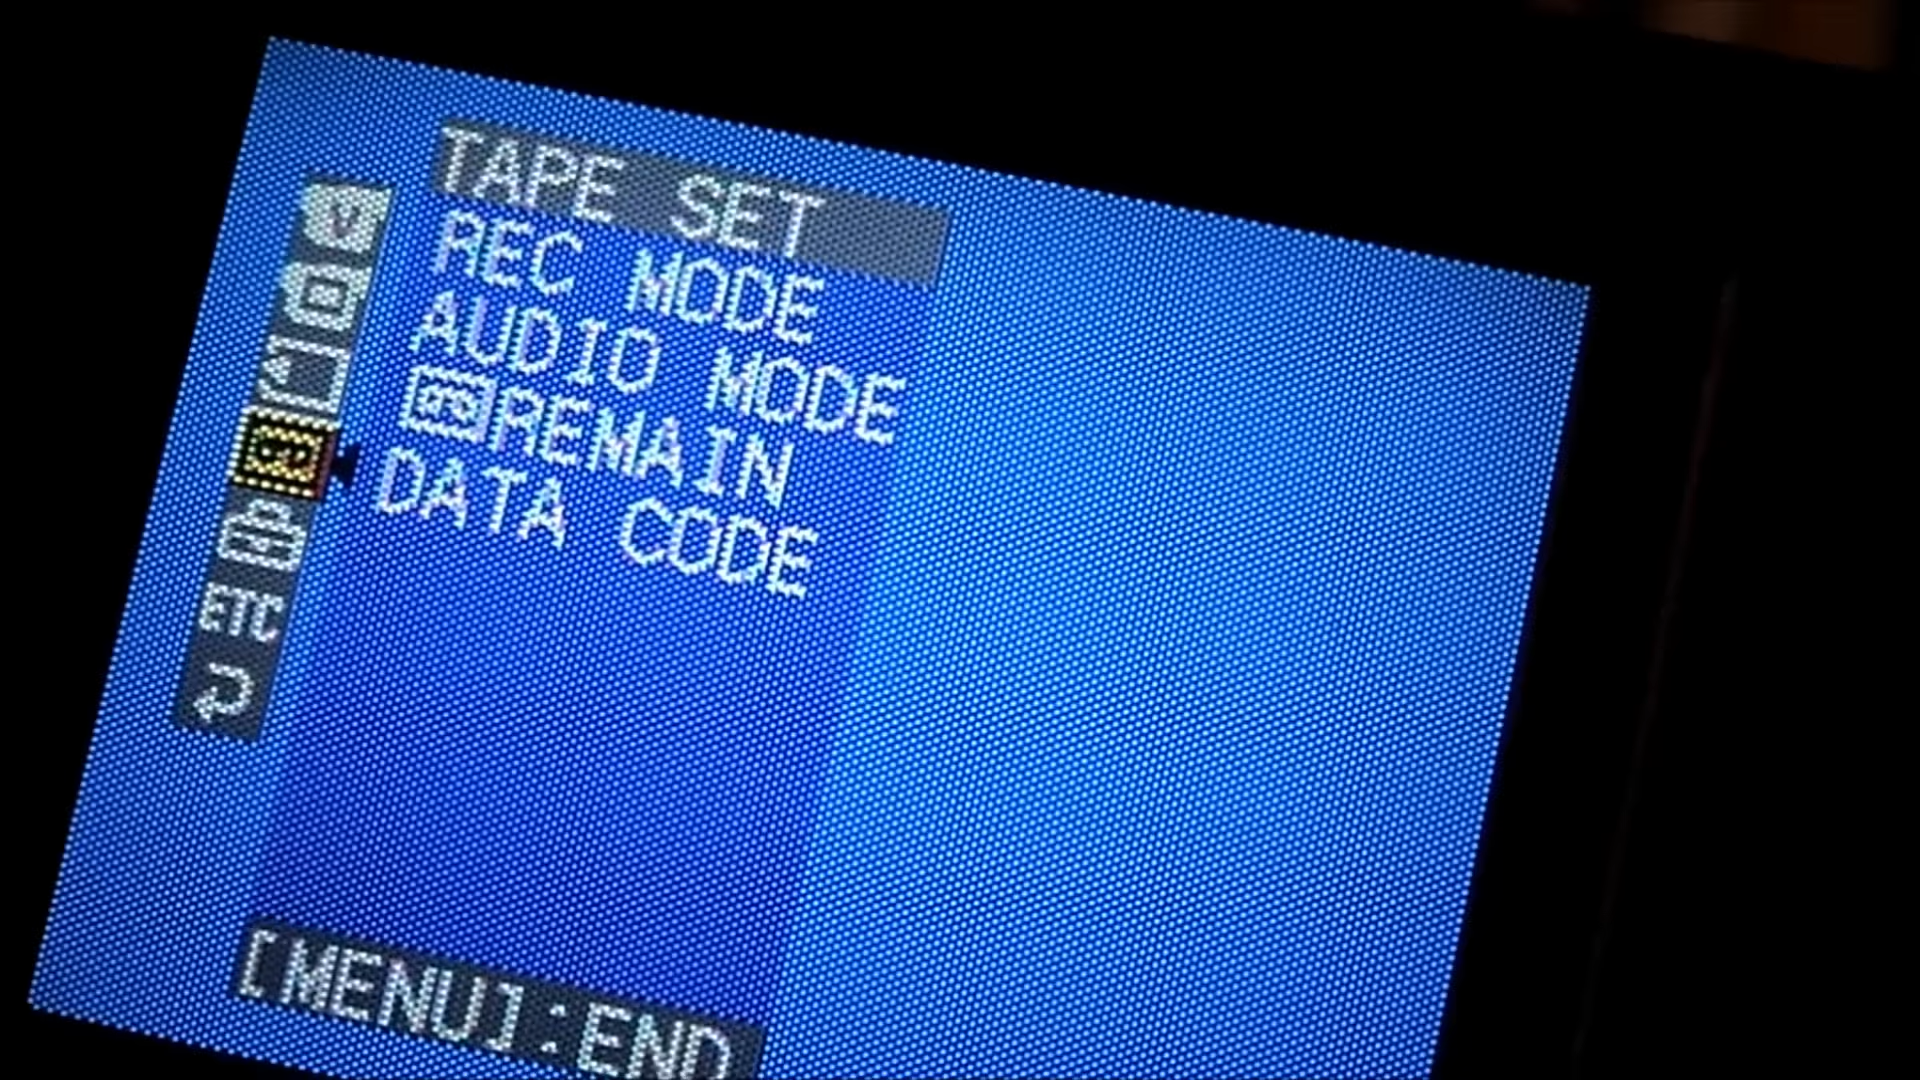 TAPE SET
REC MODE
AUDIO MODE
REMAIN
DATA CODE
ETC
[MENU]:END